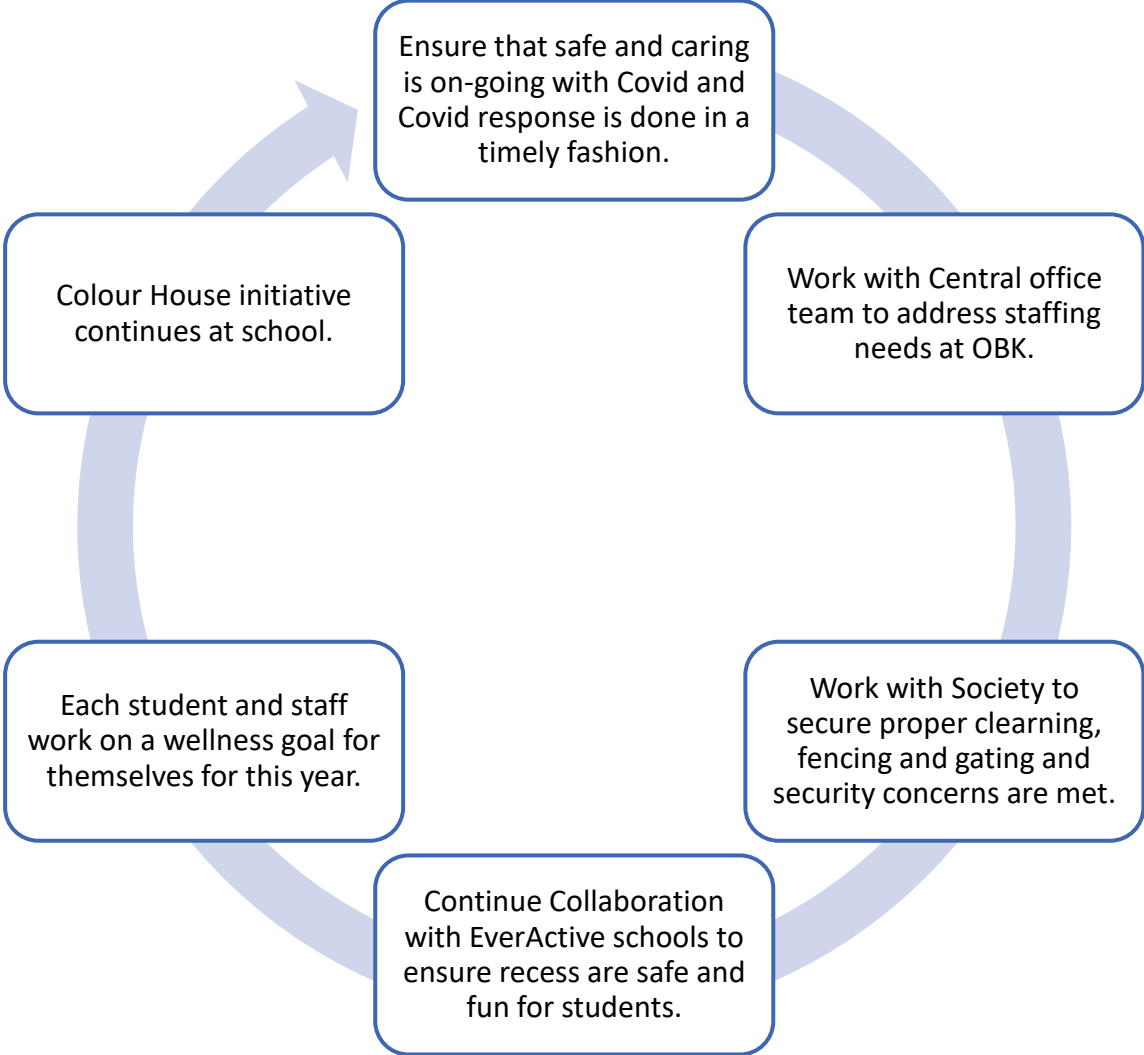 Ensure that safe and caring
is on-going with Covid and
Covid response is done in a
timely fashion.
Work with Central office
team to address staffing
needs at OBK.
Work with Society to
secure proper clearning,
fencing and gating and
security concerns are met.
Continue Collaboration
with EverActive schools to
ensure recess are safe and
fun for students.
Each student and staff
work on a wellness goal for
themselves for this year.
Colour House initiative
continues at school.